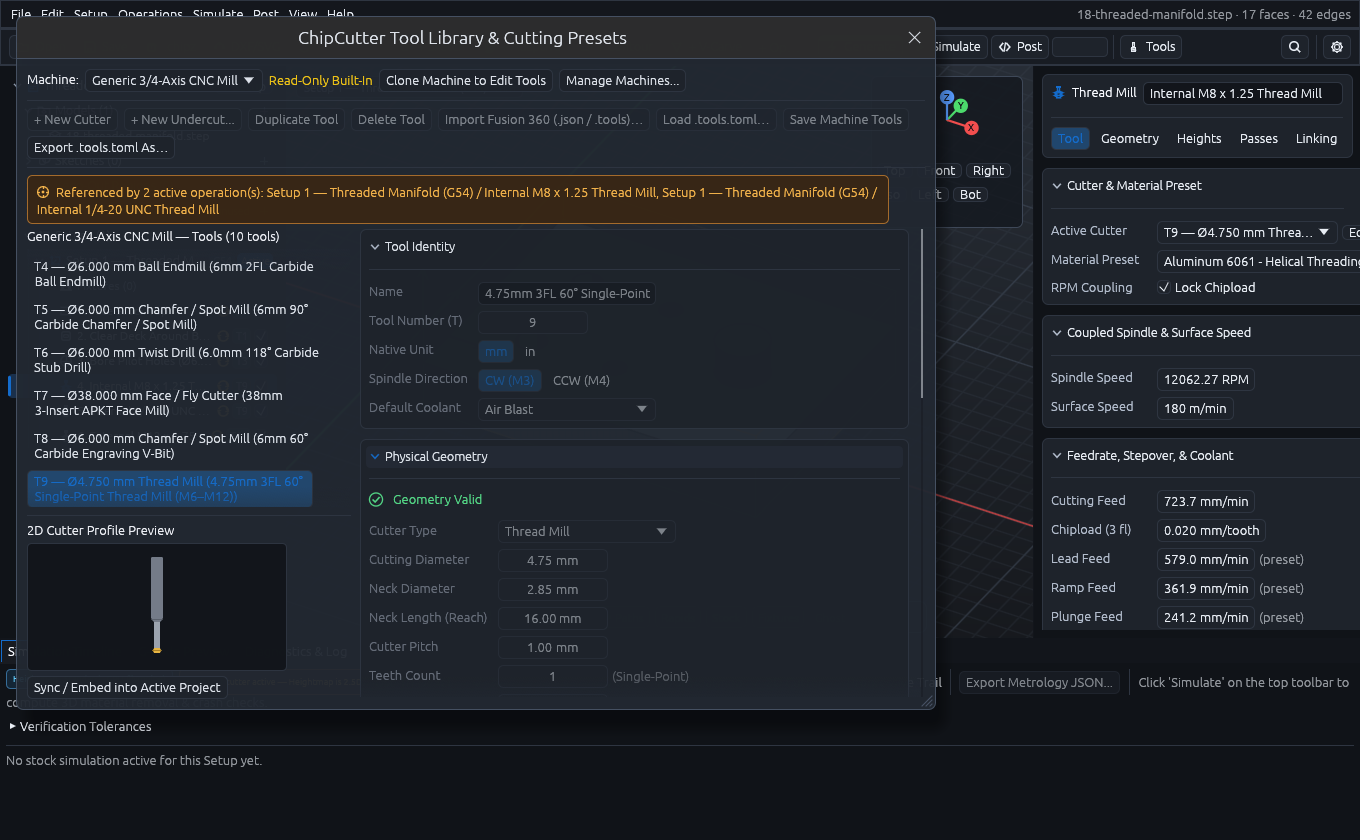 File Edit Setup Operations Simulate Post View Help
18-threaded-manifold.step · 17 faces · 42 edges
ChipCutter Tool Library & Cutting Presets
Simulate
Post
Tools
Machine: Generic 3/4-Axis CNC Mill Read-Only Built-In Clone Machine to Edit Tools Manage Machines...
+ New Cutter + New Undercut... Duplicate Tool Delete Tool Import Fusion 360 (.json / .tools)... Load .tools.toml... Save Machine Tools
Export .tools.toml As...
Referenced by 2 active operation(s): Setup 1 — Threaded Manifold (G54) / Internal M8 x 1.25 Thread Mill, Setup 1 — Threaded Manifold (G54) /
Internal 1/4-20 UNC Thread Mill
Generic 3/4-Axis CNC Mill — Tools (10 tools)
T4 — Ø6.000 mm Ball Endmill (6mm 2FL Carbide
Ball Endmill)
T5 — Ø6.000 mm Chamfer / Spot Mill (6mm 90°
Carbide Chamfer / Spot Mill)
T6 — Ø6.000 mm Twist Drill (6.0mm 118° Carbide
Stub Drill)
T7 — Ø38.000 mm Face / Fly Cutter (38mm
3-Insert APKT Face Mill)
T8 — Ø6.000 mm Chamfer / Spot Mill (6mm 60°
Carbide Engraving V-Bit)
T9 — Ø4.750 mm Thread Mill (4.75mm 3FL 60°
Single-Point Thread Mill (M6–M12))
2D Cutter Profile Preview
Sync / Embed into Active Project
Tool Identity
Name 4.75mm 3FL 60° Single-Point
Tool Number (T) 9
Native Unit mm in
Spindle Direction CW (M3) CCW (M4)
Default Coolant Air Blast
Physical Geometry
Geometry Valid
Cutter Type Thread Mill
Cutting Diameter 4.75 mm
Neck Diameter 2.85 mm
Neck Length (Reach) 16.00 mm
Cutter Pitch 1.00 mm
Teeth Count 1 (Single-Point)
Z
Y
X
Right
Bot
Thread Mill Internal M8 x 1.25 Thread Mill
Tool Geometry Heights Passes Linking
Cutter & Material Preset
Active Cutter T9 — Ø4.750 mm Threa...
Material Preset Aluminum 6061 - Helical Threading
RPM Coupling Lock Chipload
Coupled Spindle & Surface Speed
Spindle Speed 12062.27 RPM
Surface Speed 180 m/min
Feedrate, Stepover, & Coolant
Cutting Feed 723.7 mm/min
Chipload (3 fl) 0.020 mm/tooth
Lead Feed 579.0 mm/min (preset)
Ramp Feed 361.9 mm/min (preset)
Plunge Feed 241.2 mm/min (preset)
Export Metrology JSON... Click 'Simulate' on the top toolbar to
Verification Tolerances
No stock simulation active for this Setup yet.